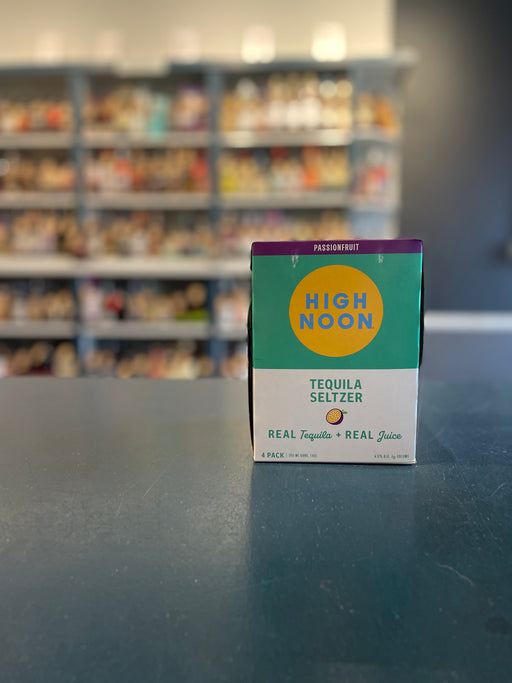 PASSIONFRUIT
HIGH
NOON
TEQUILA
SELTZER
REAL Tequila + REAL Juice
4 PACK